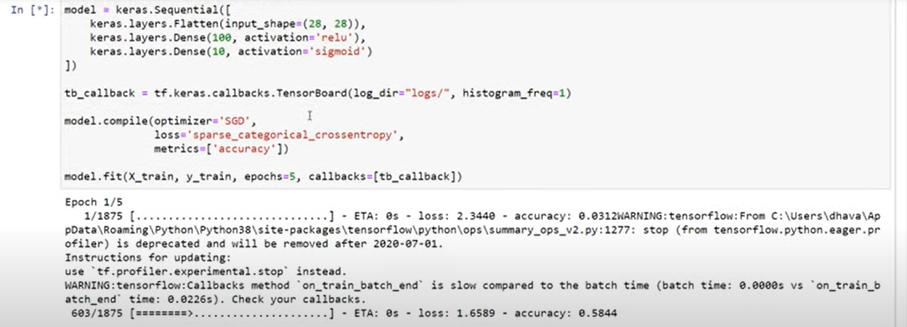 In [*]: model = keras.Sequential([
keras.layers.Flatten(input_shape=(28, 28)),
keras.layers.Dense(100, activation='relu'),
keras.layers.Dense(10, activation='sigmoid')
])
tb_callback = tf.keras.callbacks.TensorBoard(log_dir="logs/", histogram_freq=1)
model.compile(optimizer='SGD',
loss='sparse_categorical_crossentropy',
metrics=['accuracy'])
model.fit(X_train, y_train, epochs=5, callbacks=[tb_callback])
Epoch 1/5
1/1875 [..............................] - ETA: 0s - loss: 2.3440 - accuracy: 0.0312WARNING:tensorflow:From C:\Users\dhava\Ap
pData\Roaming\Python\Python38\site-packages\tensorflow\python\ops\summary_ops_v2.py:1277: stop (from tensorflow.python.eager.pr
ofiler) is deprecated and will be removed after 2020-07-01.
Instructions for updating:
use `tf.profiler.experimental.stop` instead.
WARNING:tensorflow:Callbacks method `on_train_batch_end` is slow compared to the batch time (batch time: 0.0000s vs `on_train_b
atch_end` time: 0.0226s). Check your callbacks.
603/1875 [========>.....................] - ETA: 0s - loss: 1.6589 - accuracy: 0.5844